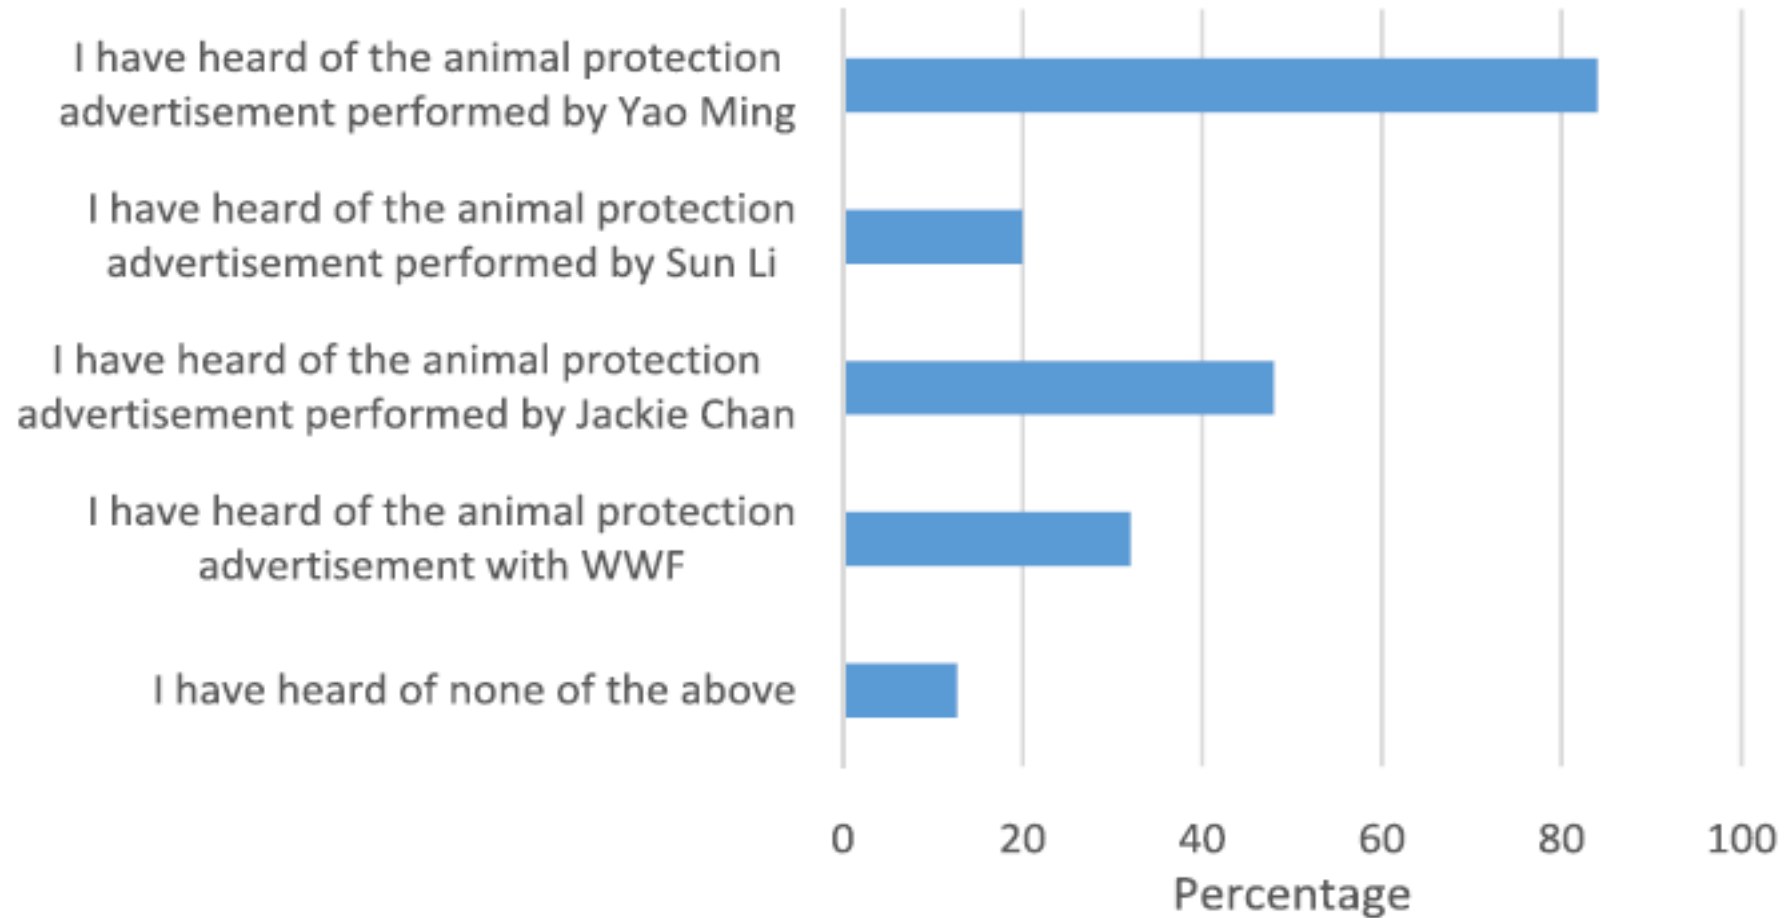 I have heard of the animal protection
advertisement performed by Yao Ming
I have heard of the animal protection
advertisement performed by Sun Li
I have heard of the animal protection
advertisement performed by Jackie Chan
I have heard of the animal protection
advertisement with WWF
I have heard of none of the above
0 20 40 60 80 100
Percentage